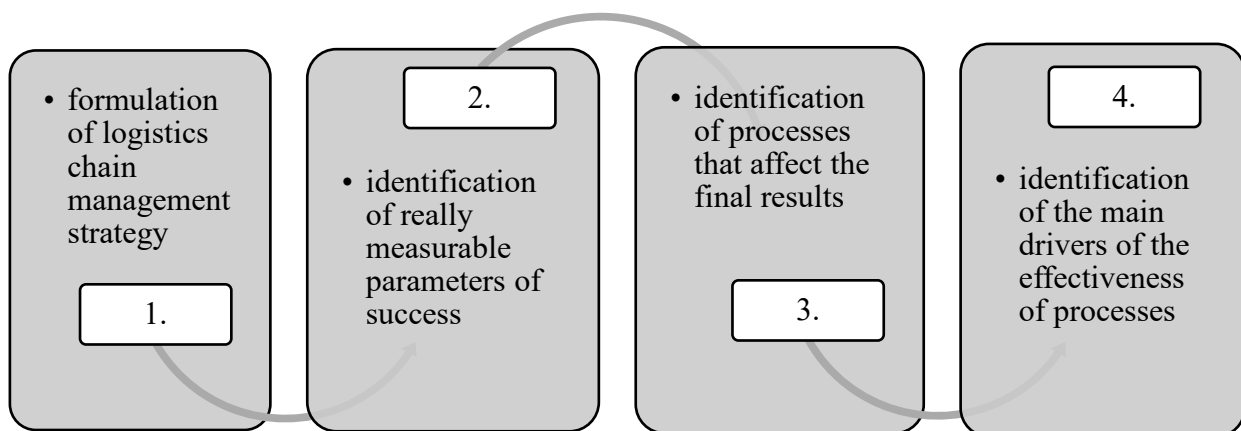 • formulation
of logistics
chain
management
strategy
1.
2.
• identification
of really
measurable
parameters of
success
• identification
of processes
that affect the
final results
3.
4.
• identification
of the main
drivers of the
effectiveness
of processes